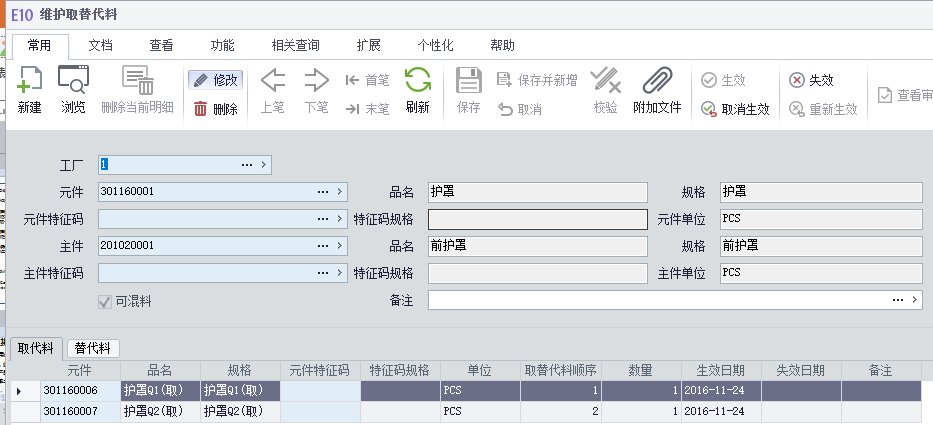 E10 维护取替代料
常用 文档 查看 功能 相关查询 扩展 个性化 帮助
新建 浏览 删除当前明细 修改 删除 上笔 下笔 首笔 末笔 刷新 保存 保存并新增 取消 校验 附加文件 生效 取消生效 失效 重新生效 查看审
工厂 1
元件 301160001 品名 护罩 规格 护罩
元件特征码 特征码规格 元件单位 PCS
主件 201020001 品名 前护罩 规格 前护罩
主件特征码 特征码规格 主件单位 PCS
可混料 备注
取代料 替代料
元件 品名 规格 元件特征码 特征码规格 单位 取替代料顺序 数量 生效日期 失效日期 备注
301160006 护罩Q1(取) 护罩Q1(取) PCS 1 1 2016-11-24
301160007 护罩Q2(取) 护罩Q2(取) PCS 2 1 2016-11-24